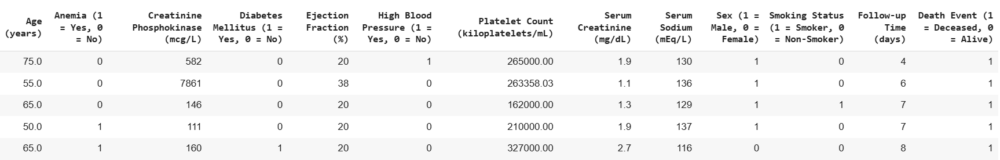 Age (years) Anemia (1 = Yes, 0 = No) Creatinine Phosphokinase (mcg/L) Diabetes Mellitus (1 = Yes, 0 = No) Ejection Fraction (%) High Blood Pressure (1 = Yes, 0 = No) Platelet Count (kiloplatelets/mL) Serum Creatinine (mg/dL) Serum Sodium (mEq/L) Sex (1 = Male, 0 = Female) Smoking Status (1 = Smoker, 0 = Non-Smoker) Follow-up Time (days) Death Event (1 = Deceased, 0 = Alive)
75.0 0 582 0 20 1 265000.00 1.9 130 1 0 4 1
55.0 0 7861 0 38 0 263358.03 1.1 136 1 0 6 1
65.0 0 146 0 20 0 162000.00 1.3 129 1 1 7 1
50.0 1 111 0 20 0 210000.00 1.9 137 1 0 7 1
65.0 1 160 1 20 0 327000.00 2.7 116 0 0 8 1